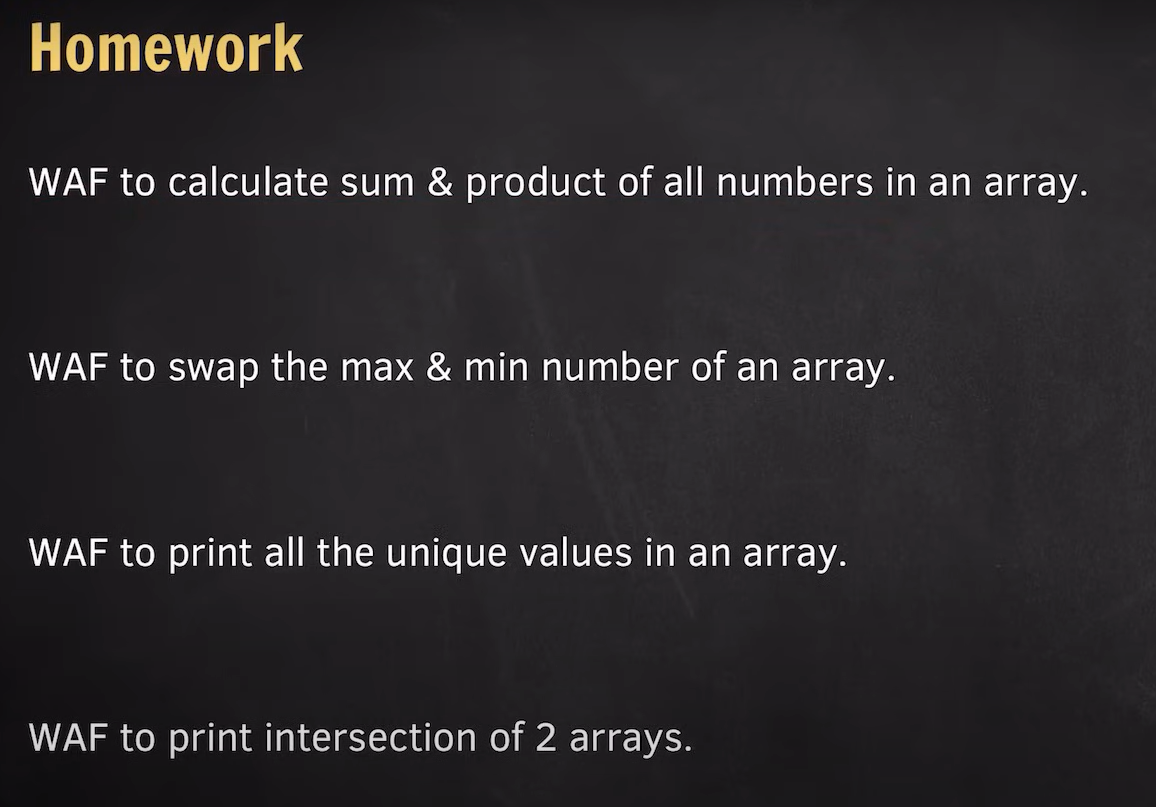 Homework
WAF to calculate sum & product of all numbers in an array.
WAF to swap the max & min number of an array.
WAF to print all the unique values in an array.
WAF to print intersection of 2 arrays.